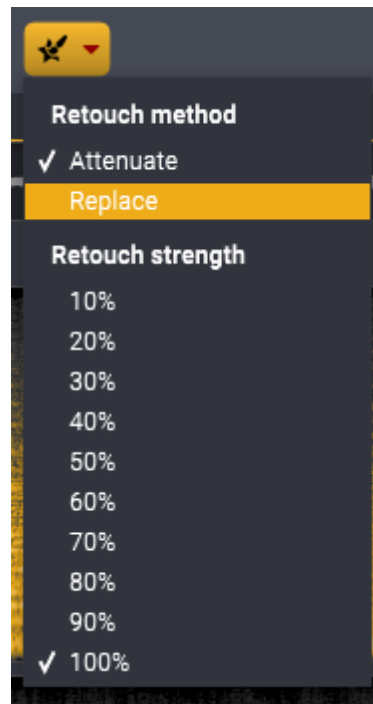 Retouch method
Attenuate
Replace
Retouch strength
10%
20%
30%
40%
50%
60%
70%
80%
90%
100%